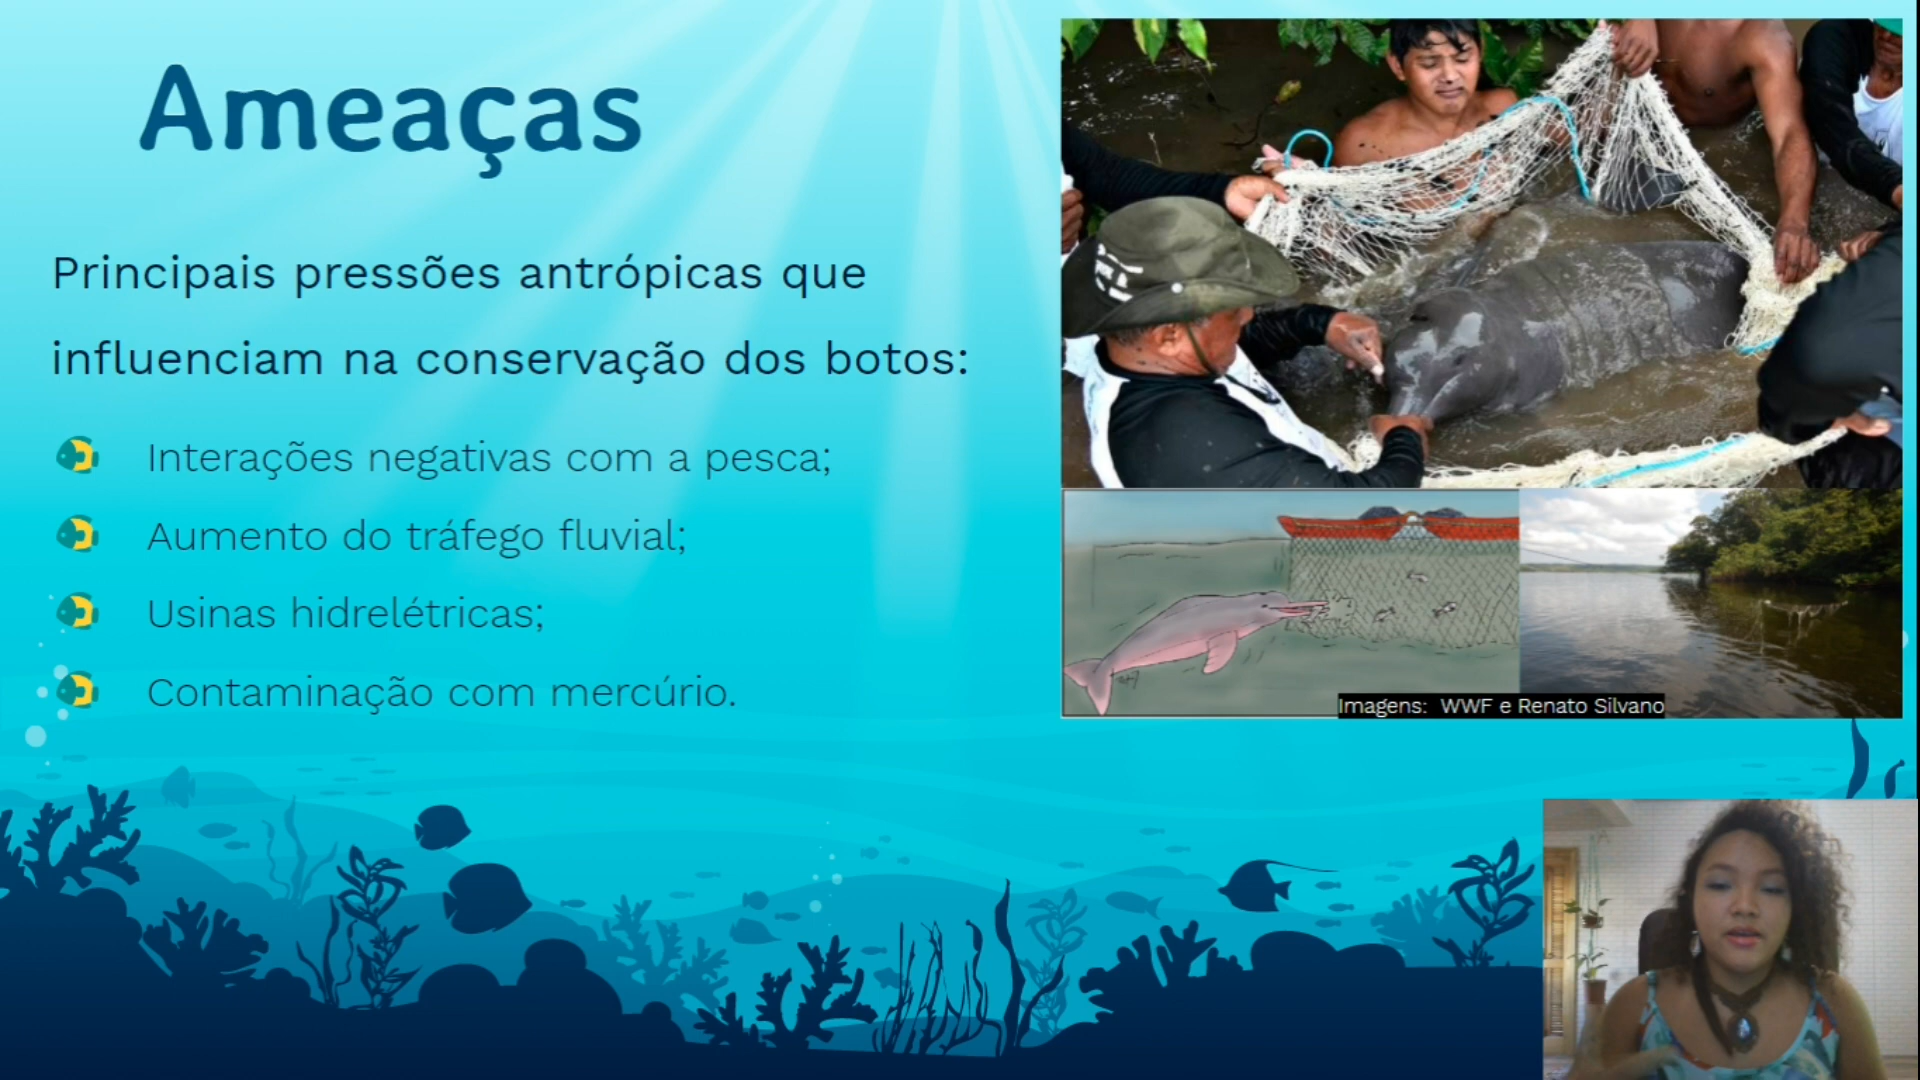 Ameaças
Principais pressões antrópicas que
influenciam na conservação dos botos:
Interações negativas com a pesca;
Aumento do tráfego fluvial;
Usinas hidrelétricas;
Contaminação com mercúrio.
Imagens: WWF e Renato Silvano